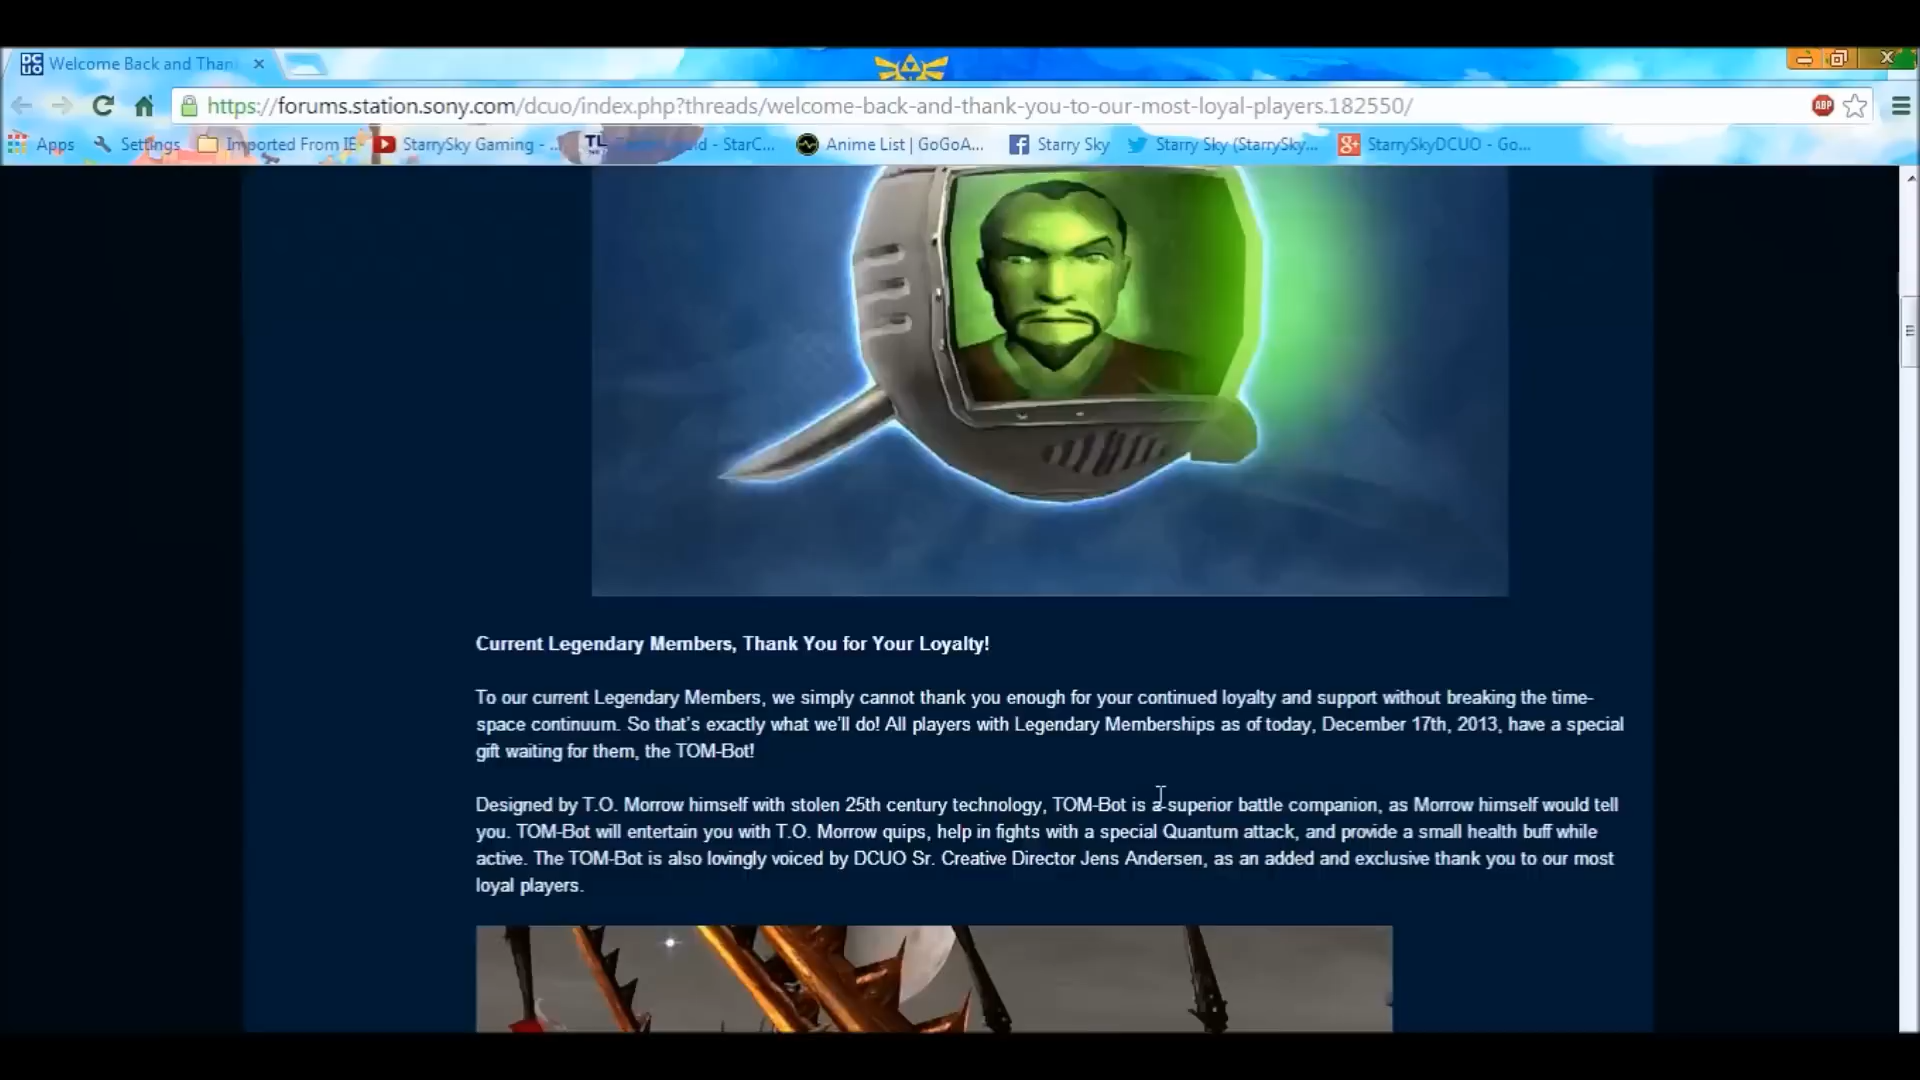 DC UO Welcome Back and Than
https://forums.station.sony.com/dcuo/index.php?threads/welcome-back-and-thank-you-to-our-most-loyal-players.182550/ ABP
Apps Settings Imported From IE StarrySky Gaming - ... TL - StarC... Anime List | GoGoA... Starry Sky Starry Sky (StarrySky... StarrySkyDCUO - Go...
Current Legendary Members, Thank You for Your Loyalty!
To our current Legendary Members, we simply cannot thank you enough for your continued loyalty and support without breaking the time-
space continuum. So that's exactly what we'll do! All players with Legendary Memberships as of today, December 17th, 2013, have a special
gift waiting for them, the TOM-Bot!
Designed by T.O. Morrow himself with stolen 25th century technology, TOM-Bot is a superior battle companion, as Morrow himself would tell
you. TOM-Bot will entertain you with T.O. Morrow quips, help in fights with a special Quantum attack, and provide a small health buff while
active. The TOM-Bot is also lovingly voiced by DCUO Sr. Creative Director Jens Andersen, as an added and exclusive thank you to our most
loyal players.